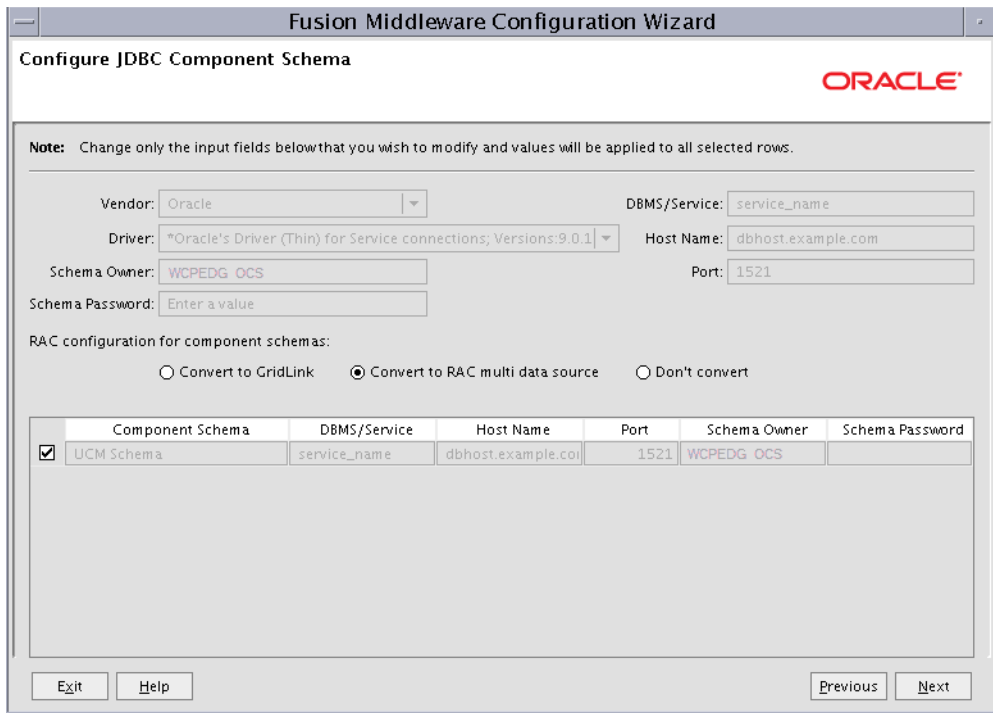 Fusion Middleware Configuration Wizard
Configure JDBC Component Schema
ORACLE
Note: Change only the input fields below that you wish to modify and values will be applied to all selected rows.
Vendor: Oracle DBMS/Service: service_name
Driver: *Oracle's Driver (Thin) for Service connections; Versions:9.0.1 Host Name: dbhost.example.com
Schema Owner: WCPEDG OCS Port: 1521
Schema Password: Enter a value
RAC configuration for component schemas:
Convert to GridLink Convert to RAC multi data source Don't convert
Component Schema DBMS/Service Host Name Port Schema Owner Schema Password
UCM Schema service_name dbhost.example.co 1521 WCPEDG OCS
Exit Help Previous Next